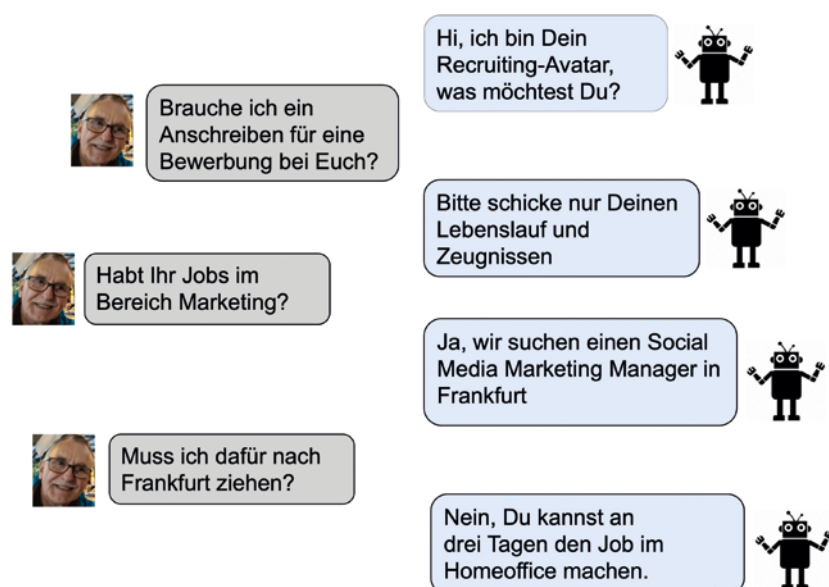 Hi, ich bin Dein
Recruiting-Avatar,
was möchtest Du?
Brauche ich ein
Anschreiben für eine
Bewerbung bei Euch?
Bitte schicke nur Deinen
Lebenslauf und
Zeugnissen
Habt Ihr Jobs im
Bereich Marketing?
Ja, wir suchen einen Social
Media Marketing Manager in
Frankfurt
Muss ich dafür nach
Frankfurt ziehen?
Nein, Du kannst an
drei Tagen den Job im
Homeoffice machen.